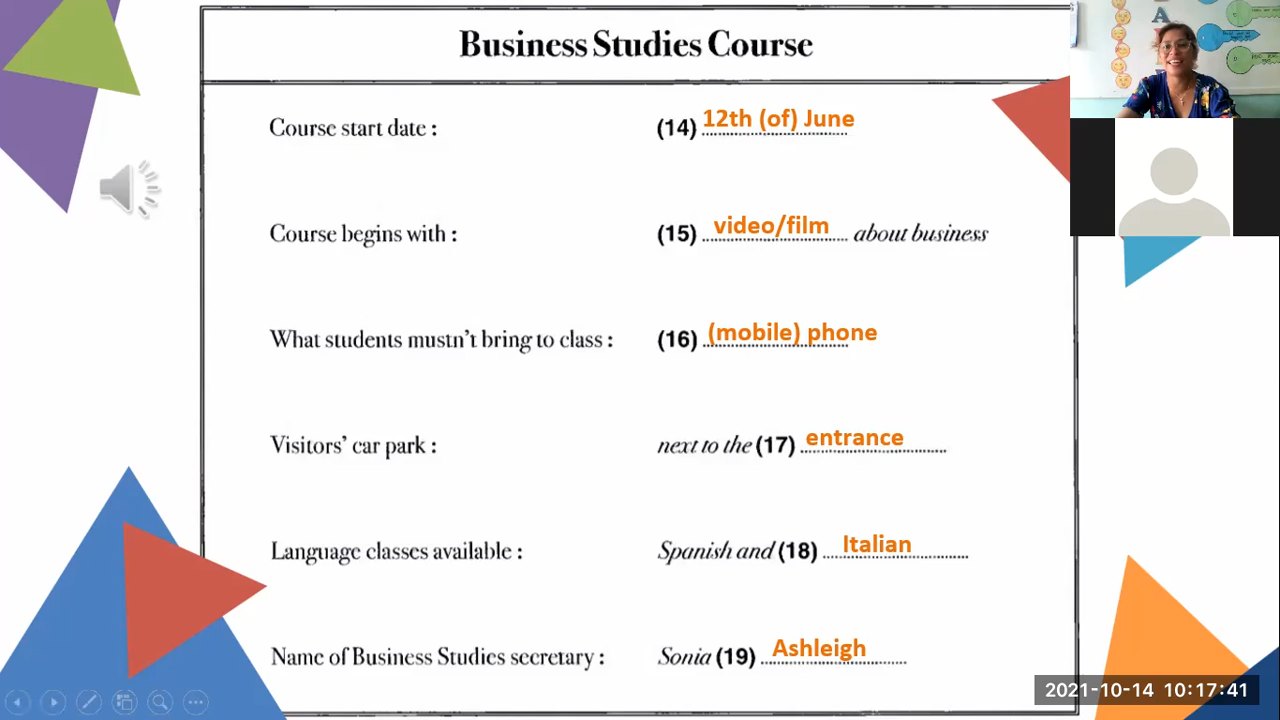 Business Studies Course
Course start date : (14) 12th (of) June
Course begins with : (15) video/film about business
What students mustn't bring to class : (16) (mobile) phone
Visitors' car park : next to the (17) entrance
Language classes available : Spanish and (18) Italian
Name of Business Studies secretary : Sonia (19) Ashleigh
2021-10-14 10:17:41